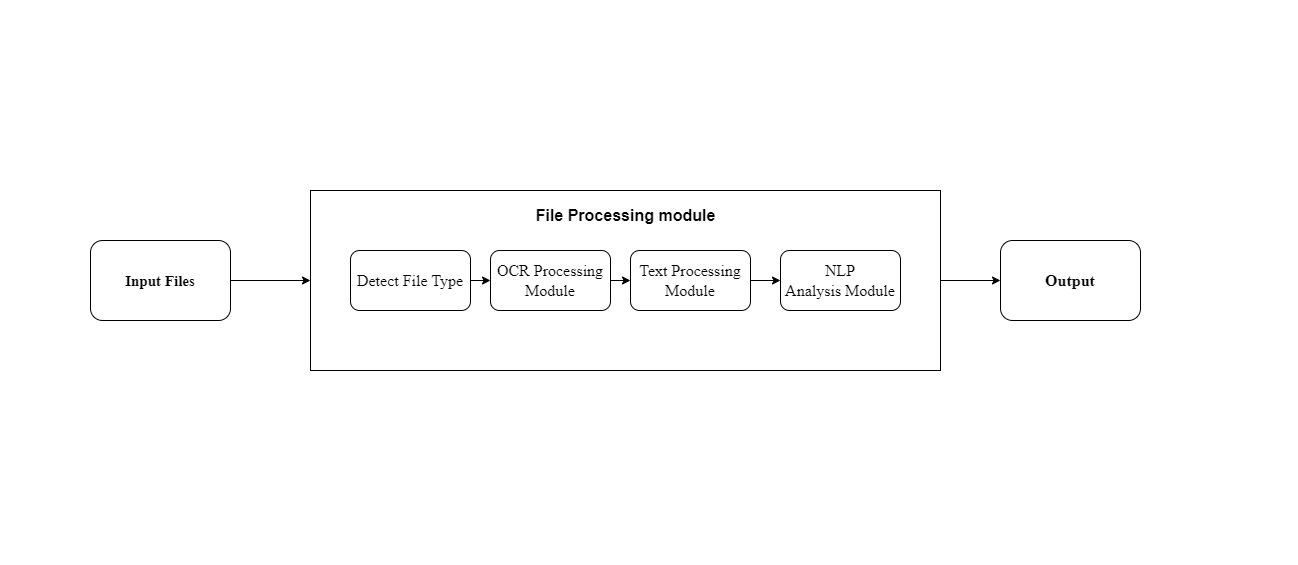 File Processing module
Input Files
Detect File Type
OCR Processing
Module
Text Processing
Module
NLP
Analysis Module
Output